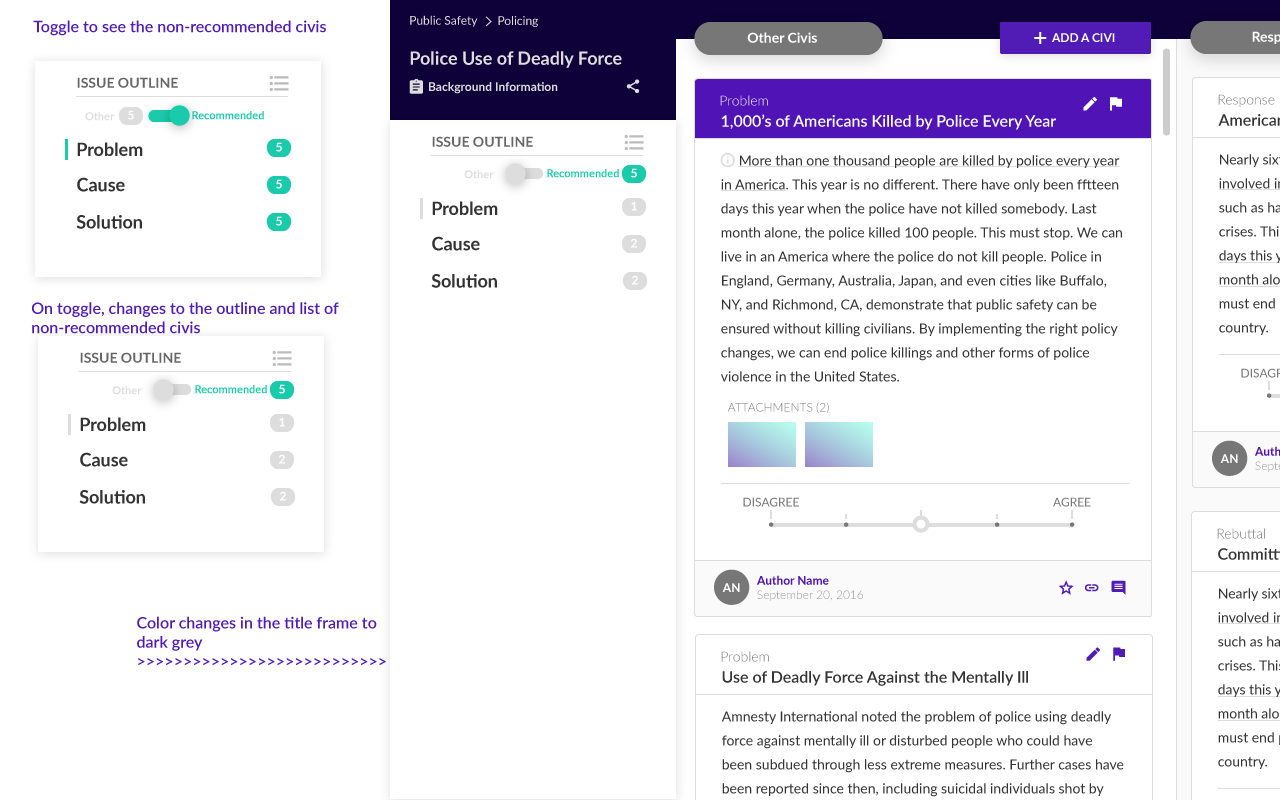 Toggle to see the non-recommended civis
ISSUE OUTLINE
Other 5 Recommended
Problem 5
Cause 5
Solution 5
On toggle, changes to the outline and list of
non-recommended civis
ISSUE OUTLINE
Other Recommended 5
Problem 1
Cause 2
Solution 2
Color changes in the title frame to
dark grey
>>>>>>>>>>>>>>>>>>>>>>>>>>>
Public Safety > Policing
Police Use of Deadly Force
Background Information
ISSUE OUTLINE
Other Recommended 5
Problem 1
Cause 2
Solution 2
Other Civis
+ ADD A CIVI
Problem
1,000’s of Americans Killed by Police Every Year
More than one thousand people are killed by police every year
in America. This year is no different. There have only been fftteen
days this year when the police have not killed somebody. Last
month alone, the police killed 100 people. This must stop. We can
live in an America where the police do not kill people. Police in
England, Germany, Australia, Japan, and even cities like Buffalo,
NY, and Richmond, CA, demonstrate that public safety can be
ensured without killing civilians. By implementing the right policy
changes, we can end police killings and other forms of police
violence in the United States.
ATTACHMENTS (2)
DISAGREE AGREE
AN
Author Name
September 20, 2016
Problem
Use of Deadly Force Against the Mentally Ill
Amnesty International noted the problem of police using deadly
force against mentally ill or disturbed people who could have
been subdued through less extreme measures. Further cases have
been reported since then, including suicidal individuals shot by
Resp
Response
American
Nearly sixt
involved in
such as ha
crises. This
days this y
month alo
must end
country.
DISAGR
AN
Auth
Septe
Rebuttal
Committ
Nearly sixt
involved in
such as ha
crises. This
days this y
month alo
must end p
country.